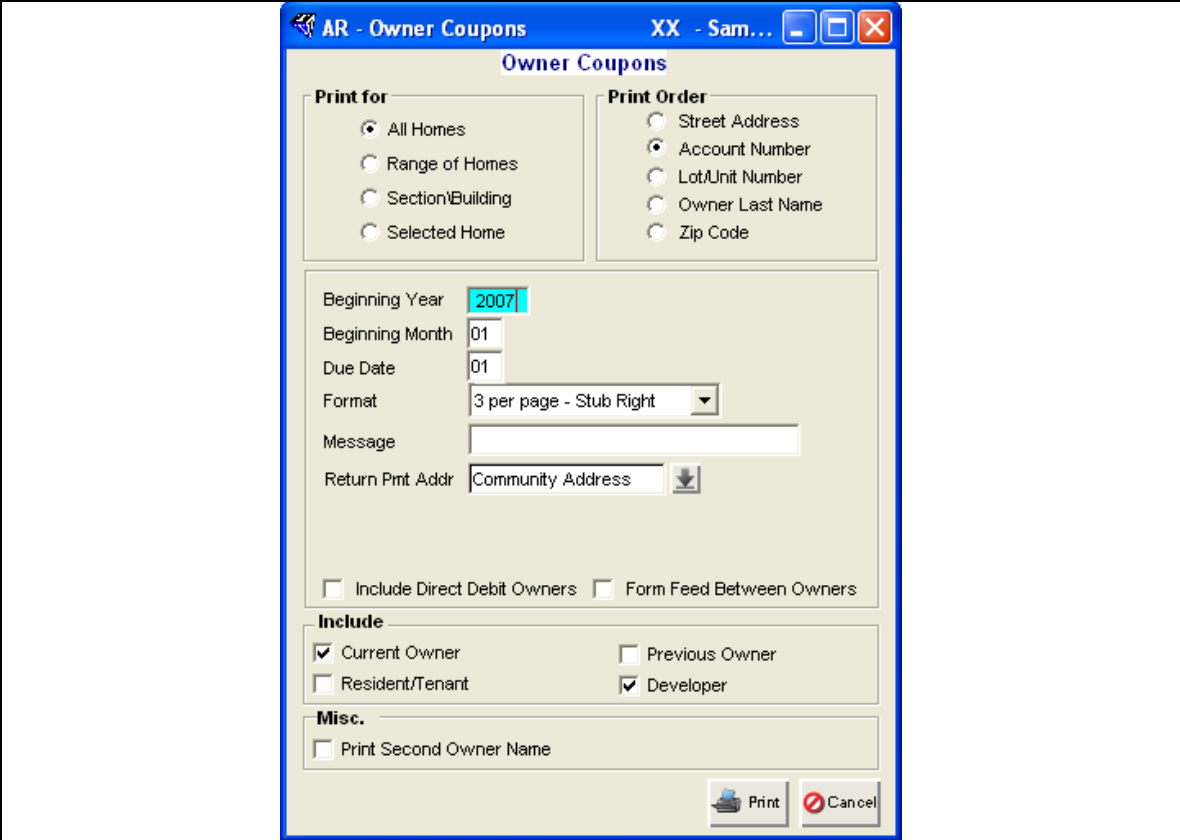 AR - Owner Coupons XX - Sam...
Owner Coupons
Print for
All Homes
Range of Homes
Section\Building
Selected Home
Print Order
Street Address
Account Number
Lot/Unit Number
Owner Last Name
Zip Code
Beginning Year 2007
Beginning Month 01
Due Date 01
Format 3 per page - Stub Right
Message
Return Pmt Addr Community Address
Include Direct Debit Owners Form Feed Between Owners
Include
Current Owner Previous Owner
Resident/Tenant Developer
Misc.
Print Second Owner Name
Print Cancel